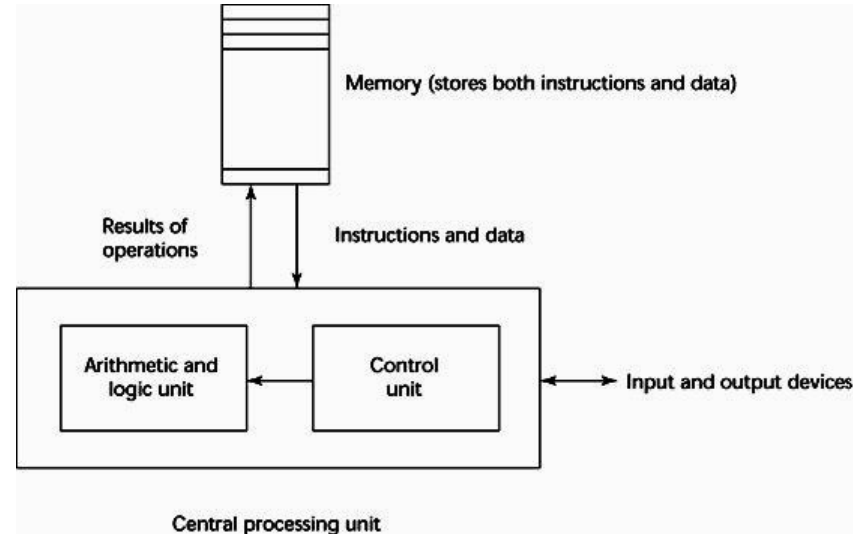 Memory (stores both instructions and data)
Results of
operations
Instructions and data
Arithmetic and
logic unit
Control
unit
Input and output devices
Central processing unit